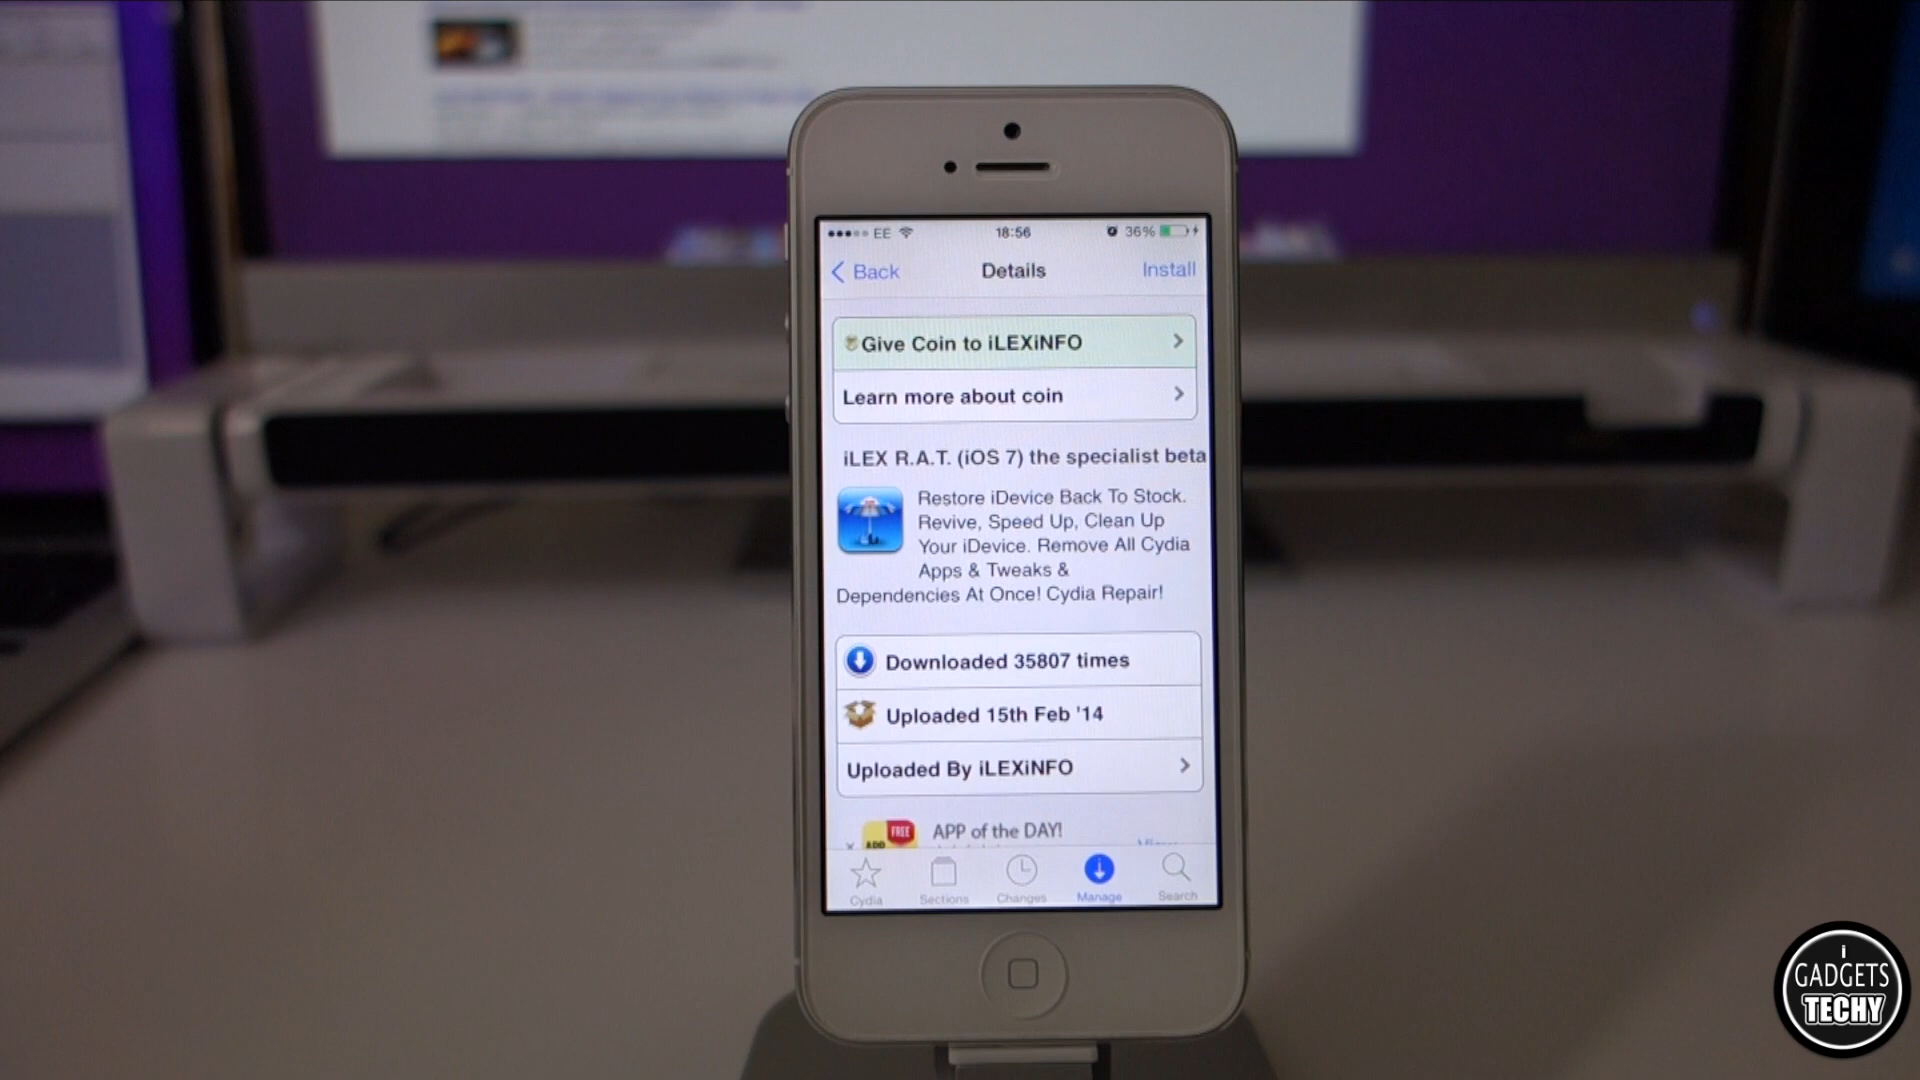 EE 18:56 36%
Back Details Install
Give Coin to iLEXiNFO
Learn more about coin
iLEX R.A.T. (iOS 7) the specialist beta
Restore iDevice Back To Stock.
Revive, Speed Up, Clean Up
Your iDevice. Remove All Cydia
Apps & Tweaks &
Dependencies At Once! Cydia Repair!
Downloaded 35807 times
Uploaded 15th Feb '14
Uploaded By iLEXiNFO
FREE APP of the DAY!
Cydia Sections Changes Manage Search
i
GADGETS
TECHY